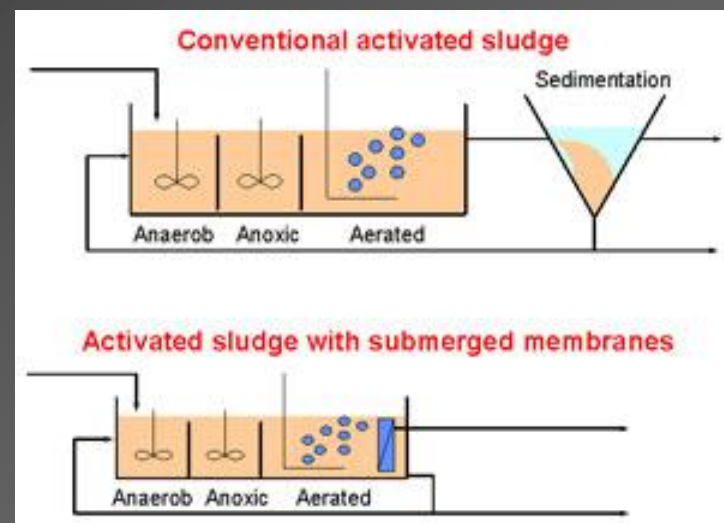 Conventional activated sludge
Sedimentation
Anaerob Anoxic Aerated
Activated sludge with submerged membranes
Anaerob Anoxic Aerated